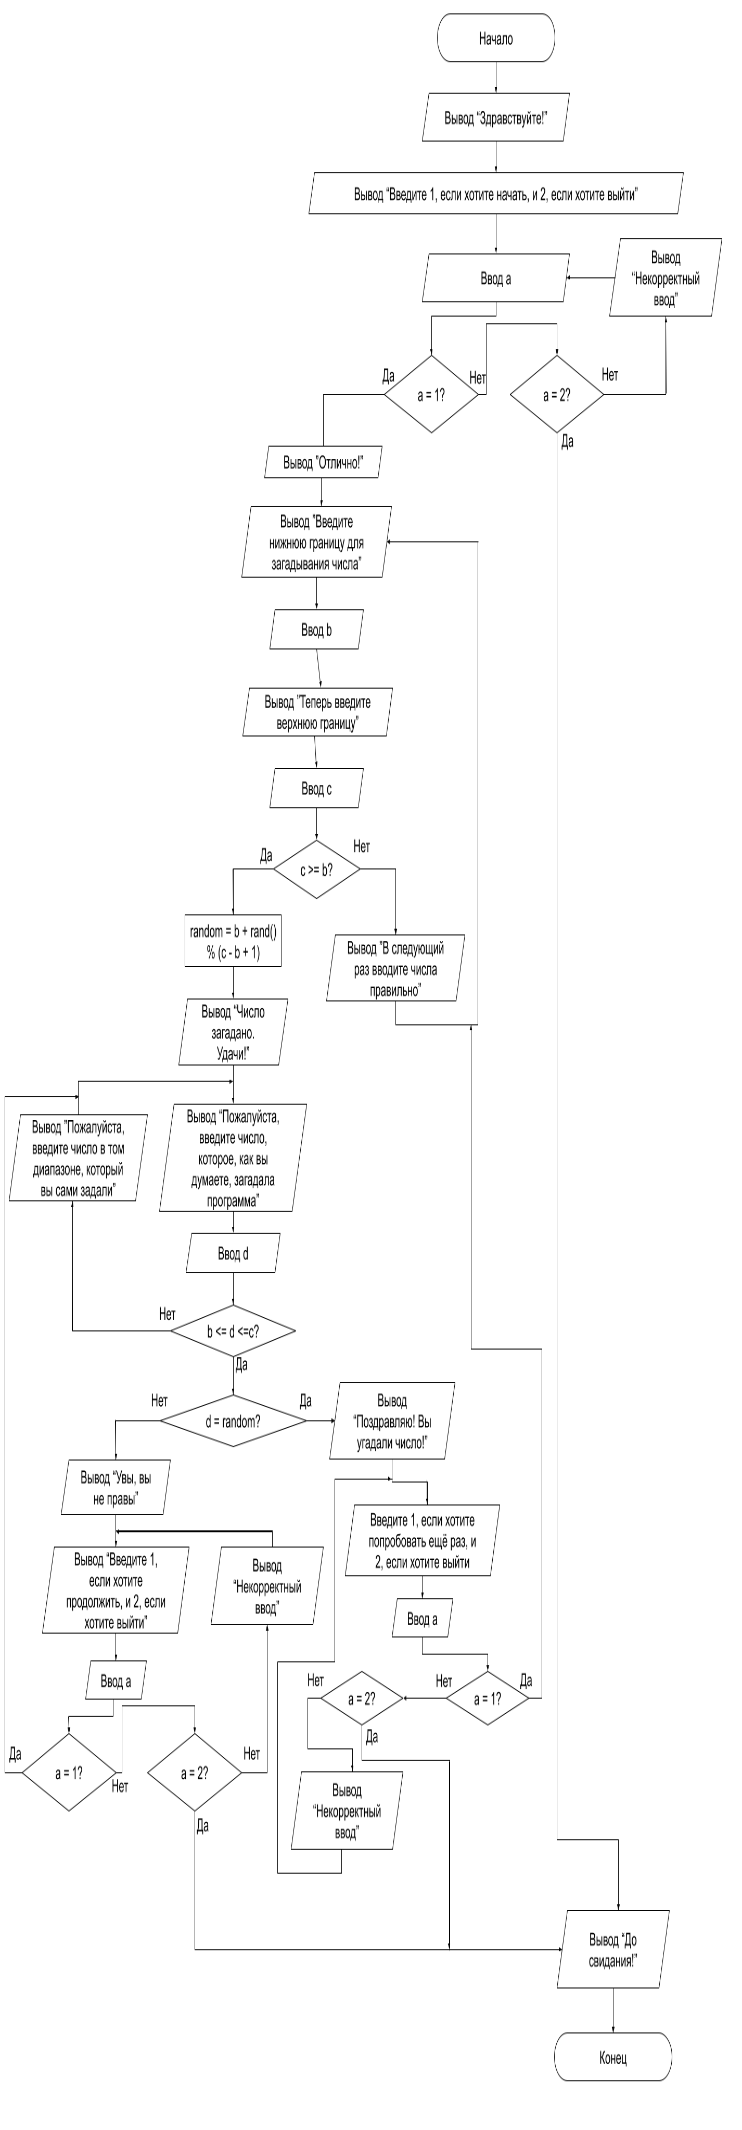 Начало
Вывод “Здравствуйте!”
Вывод “Введите 1, если хотите начать, и 2, если хотите выйти”
Ввод a
Вывод
“Некорректный
ввод”
Да
a = 1?
Нет
a = 2?
Нет
Да
Вывод ”Отлично!”
Вывод ”Введите
нижнюю границу для
загадывания числа”
Ввод b
Вывод ”Теперь введите
верхнюю границу”
Ввод c
Да
c >= b?
Нет
random = b + rand()
% (c - b + 1)
Вывод ”В следующий
раз вводите числа
правильно”
Вывод “Число
загадано.
Удачи!”
Вывод ”Пожалуйста,
введите число в том
диапазоне, который
вы сами задали”
Вывод “Пожалуйста,
введите число,
которое, как вы
думаете, загадала
программа”
Ввод d
Нет
b <= d <=c?
Да
Нет
d = random?
Да
Вывод
“Поздравляю! Вы
угадали число!”
Вывод “Увы, вы
не правы”
Введите 1, если хотите
попробовать ещё раз, и
2, если хотите выйти
Вывод “Введите 1,
если хотите
продолжить, и 2, если
хотите выйти”
Вывод
“Некорректный
ввод”
Ввод a
Ввод a
Нет
a = 2?
Да
Нет
a = 1?
Да
Да
a = 1?
Нет
a = 2?
Нет
Да
Вывод
“Некорректный
ввод”
Вывод “До
свидания!”
Конец